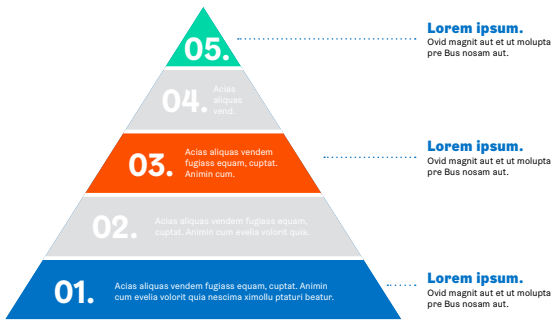 05.
Lorem ipsum.
Ovid magnit aut et ut molupta
pre Bus nosam aut.
04.
Acias
aliquas
vend.
03.
Acias aliquas vendem
fugiass equam, cuptat.
Animin cum.
Lorem ipsum.
Ovid magnit aut et ut molupta
pre Bus nosam aut.
02.
Acias aliquas vendem fugiass equam,
cuptat. Animin cum evelia volorit quia.
01.
Acias aliquas vendem fugiass equam, cuptat. Animin
cum evelia volorit quia nescima ximollu ptaturi beatur.
Lorem ipsum.
Ovid magnit aut et ut molupta
pre Bus nosam aut.